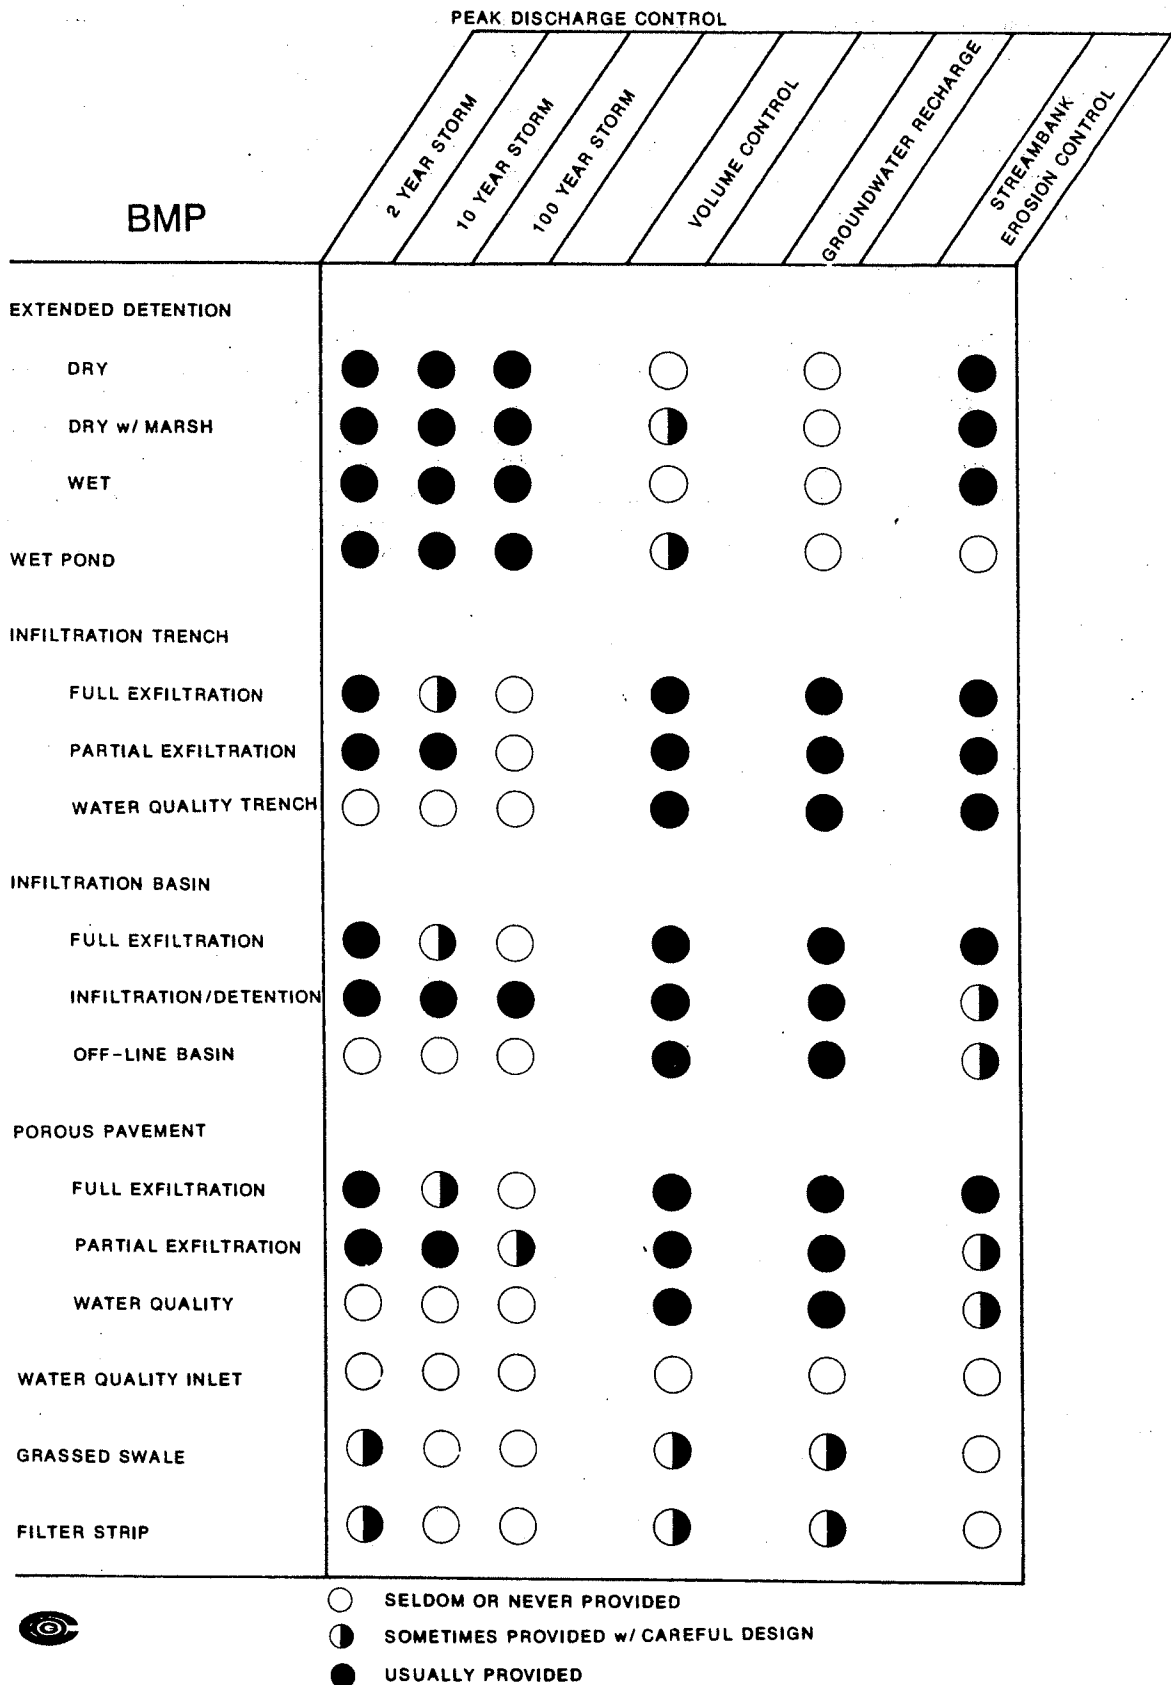 PEAK DISCHARGE CONTROL
2 YEAR STORM
10 YEAR STORM
100 YEAR STORM
VOLUME CONTROL
GROUNDWATER RECHARGE
STREAMBANK
EROSION CONTROL
BMP
EXTENDED DETENTION
DRY
DRY w/ MARSH
WET
WET POND
INFILTRATION TRENCH
FULL EXFILTRATION
PARTIAL EXFILTRATION
WATER QUALITY TRENCH
INFILTRATION BASIN
FULL EXFILTRATION
INFILTRATION/DETENTION
OFF-LINE BASIN
POROUS PAVEMENT
FULL EXFILTRATION
PARTIAL EXFILTRATION
WATER QUALITY
WATER QUALITY INLET
GRASSED SWALE
FILTER STRIP
SELDOM OR NEVER PROVIDED
SOMETIMES PROVIDED w/ CAREFUL DESIGN
USUALLY PROVIDED